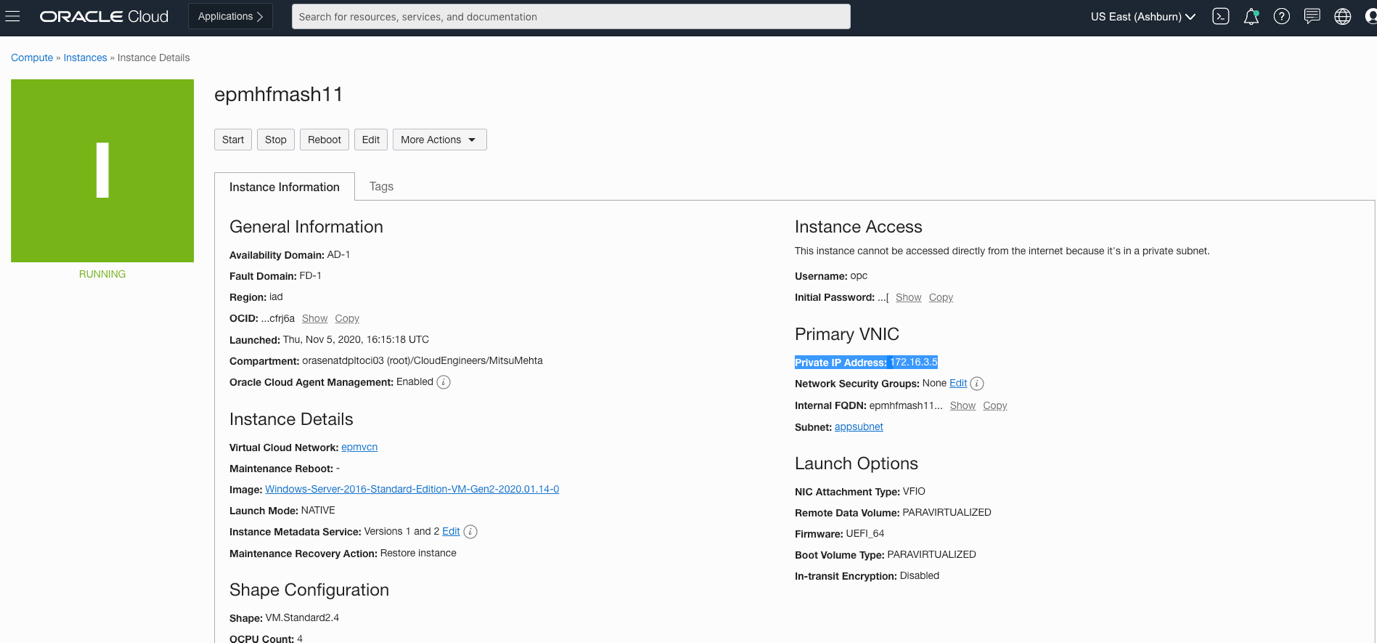 ORACLE Cloud
Applications >
Search for resources, services, and documentation
US East (Ashburn)
Compute » Instances » Instance Details
I
RUNNING
epmhfmash11
Start Stop Reboot Edit More Actions
Instance Information Tags
General Information
Availability Domain: AD-1
Fault Domain: FD-1
Region: iad
OCID: ...cfrj6a Show Copy
Launched: Thu, Nov 5, 2020, 16:15:18 UTC
Compartment: orasenatdpltoci03 (root)/CloudEngineers/MitsuMehta
Oracle Cloud Agent Management: Enabled i
Instance Details
Virtual Cloud Network: epmvcn
Maintenance Reboot: -
Image: Windows-Server-2016-Standard-Edition-VM-Gen2-2020.01.14-0
Launch Mode: NATIVE
Instance Metadata Service: Versions 1 and 2 Edit i
Maintenance Recovery Action: Restore instance
Shape Configuration
Shape: VM.Standard2.4
OCPU Count: 4
Instance Access
This instance cannot be accessed directly from the internet because it's in a private subnet.
Username: opc
Initial Password: ...[ Show Copy
Primary VNIC
Private IP Address: 172.16.3.5
Network Security Groups: None Edit i
Internal FQDN: epmhfmash11... Show Copy
Subnet: appsubnet
Launch Options
NIC Attachment Type: VFIO
Remote Data Volume: PARAVIRTUALIZED
Firmware: UEFI_64
Boot Volume Type: PARAVIRTUALIZED
In-transit Encryption: Disabled